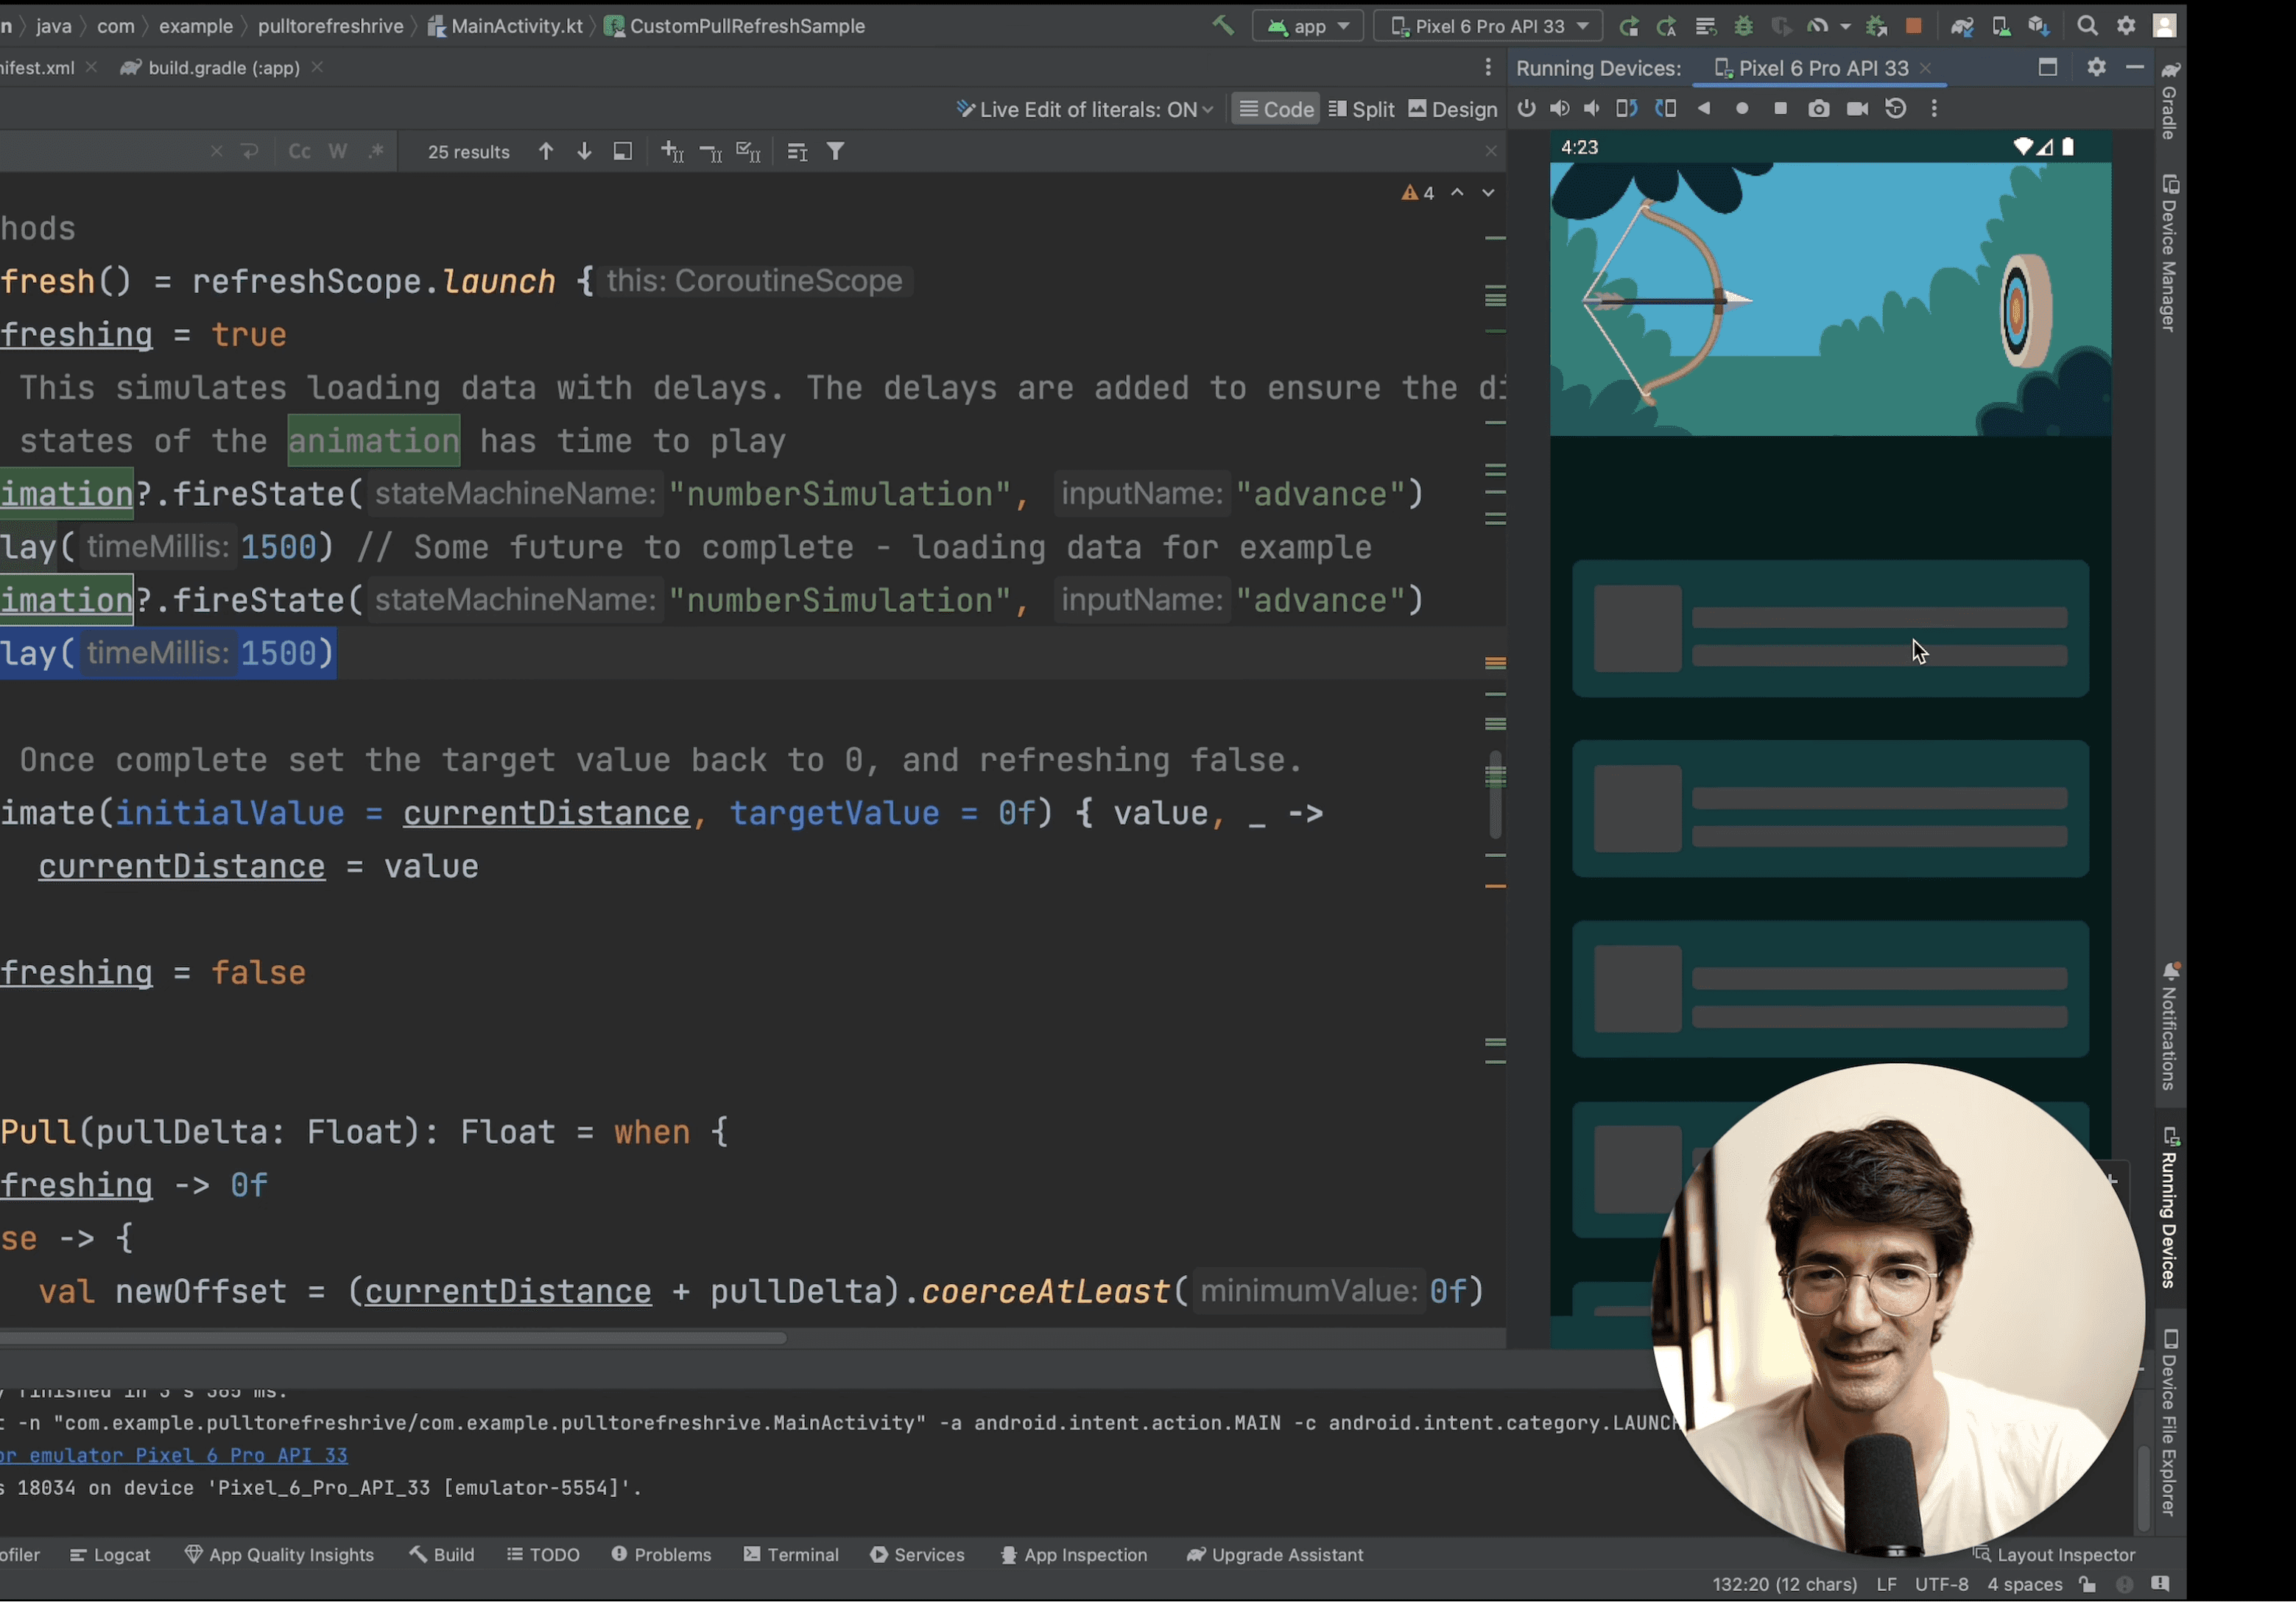 n java com example pulltorefreshrive MainActivity.kt CustomPullRefreshSample
app Pixel 6 Pro API 33
ifest.xml build.gradle (:app)
Running Devices: Pixel 6 Pro API 33
Live Edit of literals: ON Code Split Design
Cc W .* 25 results
4:23
4
hods
fresh() = refreshScope.launch { this: CoroutineScope
freshing = true
This simulates loading data with delays. The delays are added to ensure the di
states of the animation has time to play
imation?.fireState( stateMachineName: "numberSimulation", inputName: "advance")
lay( timeMillis: 1500) // Some future to complete - loading data for example
imation?.fireState( stateMachineName: "numberSimulation", inputName: "advance")
lay( timeMillis: 1500)
Once complete set the target value back to 0, and refreshing false.
imate(initialValue = currentDistance, targetValue = 0f) { value, _ ->
currentDistance = value
freshing = false
Pull(pullDelta: Float): Float = when {
freshing -> 0f
se -> {
val newOffset = (currentDistance + pullDelta).coerceAtLeast( minimumValue: 0f)
Gradle
Device Manager
Notifications
Running Devices
Device File Explorer
finished in 3 s 365 ms.
t -n "com.example.pulltorefreshrive/com.example.pulltorefreshrive.MainActivity" -a android.intent.action.MAIN -c android.intent.category.LAUNC
or emulator Pixel 6 Pro API 33
s 18034 on device 'Pixel_6_Pro_API_33 [emulator-5554]'.
ofiler Logcat App Quality Insights Build TODO Problems Terminal Services App Inspection Upgrade Assistant Layout Inspector
132:20 (12 chars) LF UTF-8 4 spaces